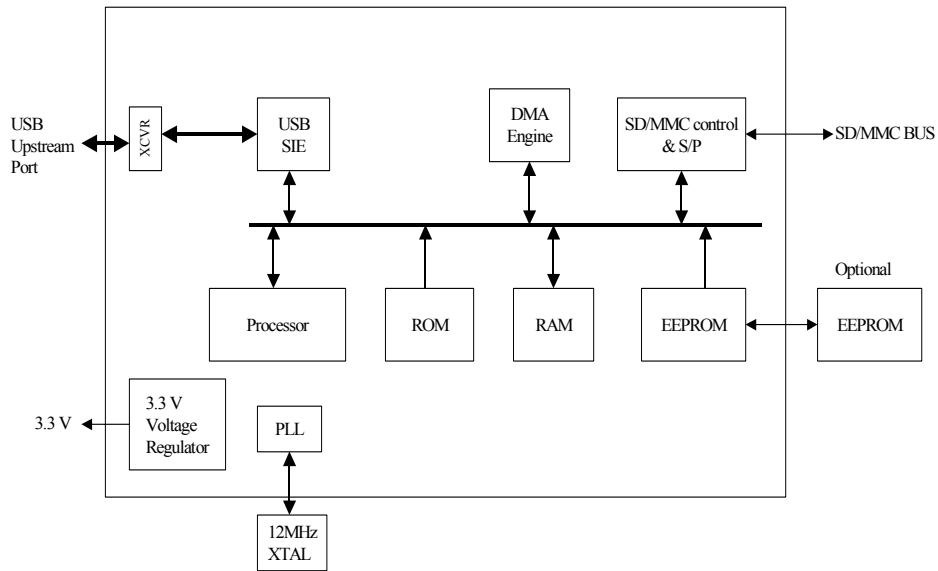 USB
Upstream
Port
XCVR
USB
SIE
DMA
Engine
SD/MMC control
& S/P
SD/MMC BUS
Processor
ROM
RAM
EEPROM
Optional
EEPROM
3.3 V
3.3 V
Voltage
Regulator
PLL
12MHz
XTAL